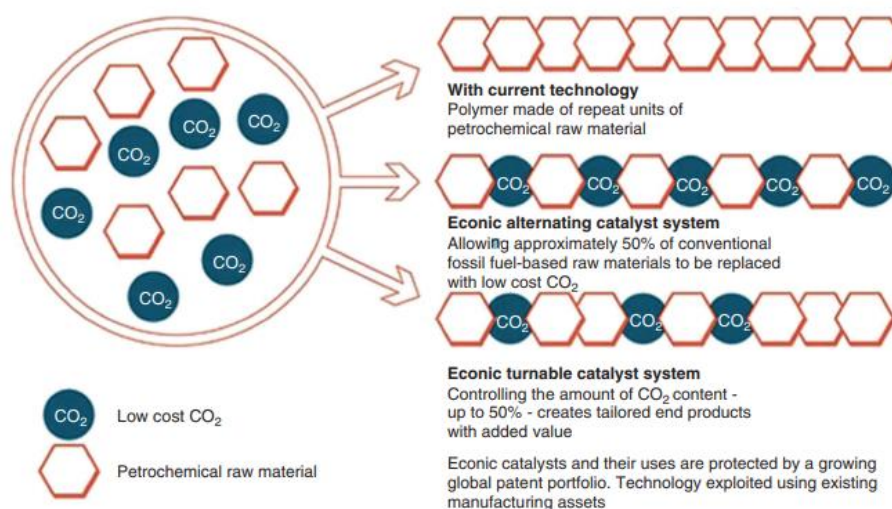 CO₂
CO₂
CO₂
CO₂
CO₂
CO₂
With current technology
Polymer made of repeat units of
petrochemical raw material
CO₂ CO₂ CO₂ CO₂ CO₂
Econic alternating catalyst system
Allowing approximately 50% of conventional
fossil fuel-based raw materials to be replaced
with low cost CO₂
CO₂ CO₂ CO₂
Econic turnable catalyst system
Controlling the amount of CO₂ content -
up to 50% - creates tailored end products
with added value
Econic catalysts and their uses are protected by a growing
global patent portfolio. Technology exploited using existing
manufacturing assets
CO₂ Low cost CO₂
Petrochemical raw material